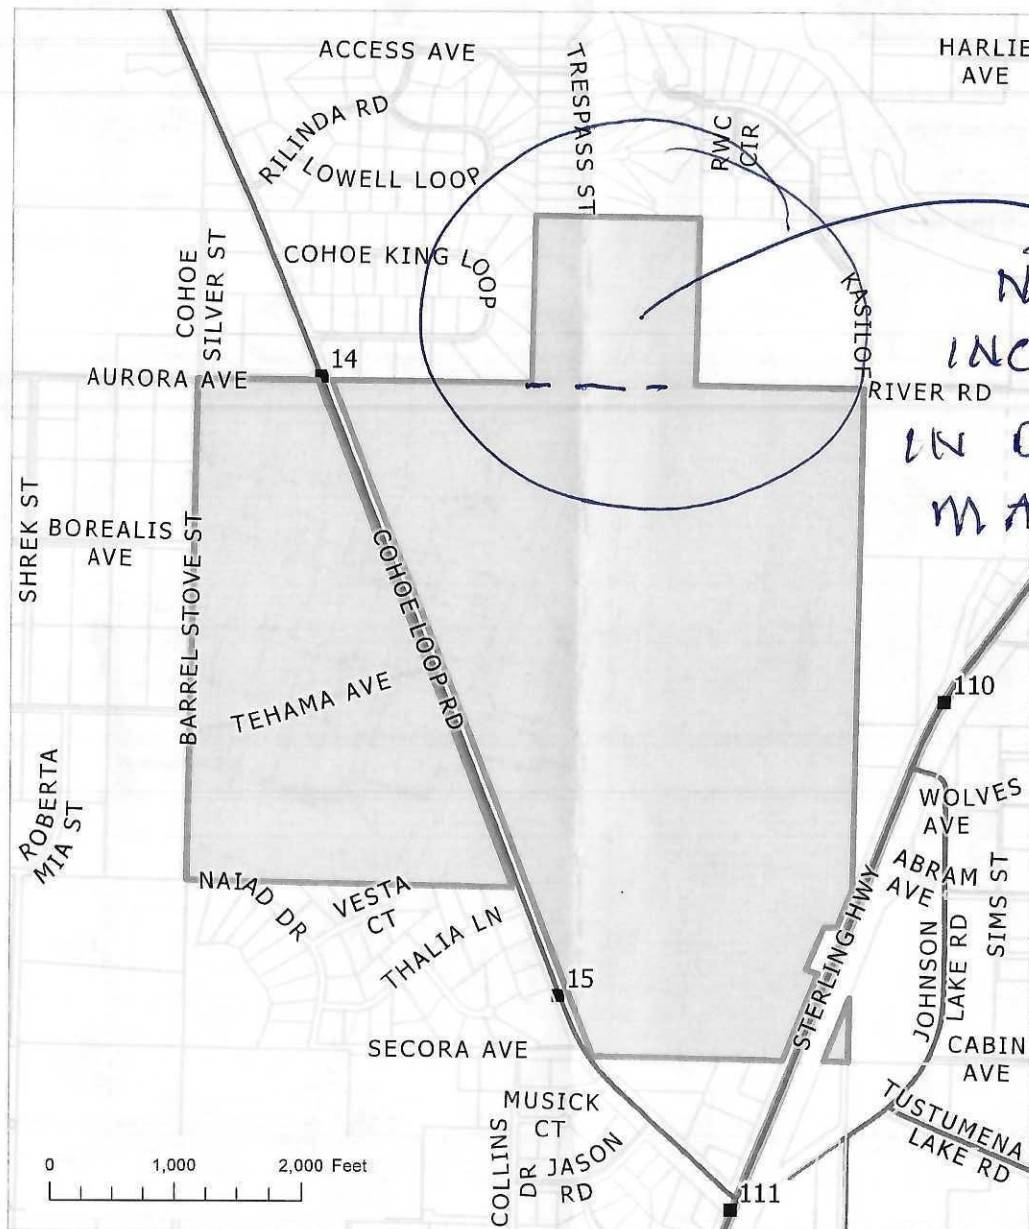 ACCESS AVE
HARLIE
AVE
TRESPASS ST
RILINDA RD
RWC
CIR
LOWELL LOOP
COHOE
SILVER ST
COHOE KING LOOP
KASILOF
RIVER RD
N
INC
IN
MA
14
AURORA AVE
SHREK ST
BOREALIS
AVE
BARREL STOVE ST
COHOE LOOP RD
TEHAMA AVE
110
ROBERTA
MIA ST
WOLVES
AVE
ABRAM
AVE
SIMS ST
NAIAD DR
VESTA
CT
THALIA LN
STERLING HWY
JOHNSON
LAKE RD
15
SECORA AVE
CABIN
AVE
MUSICK
CT
TUSTUMENA
LAKE RD
COLLINS
DR
JASON
RD
111
0 1,000 2,000 Feet